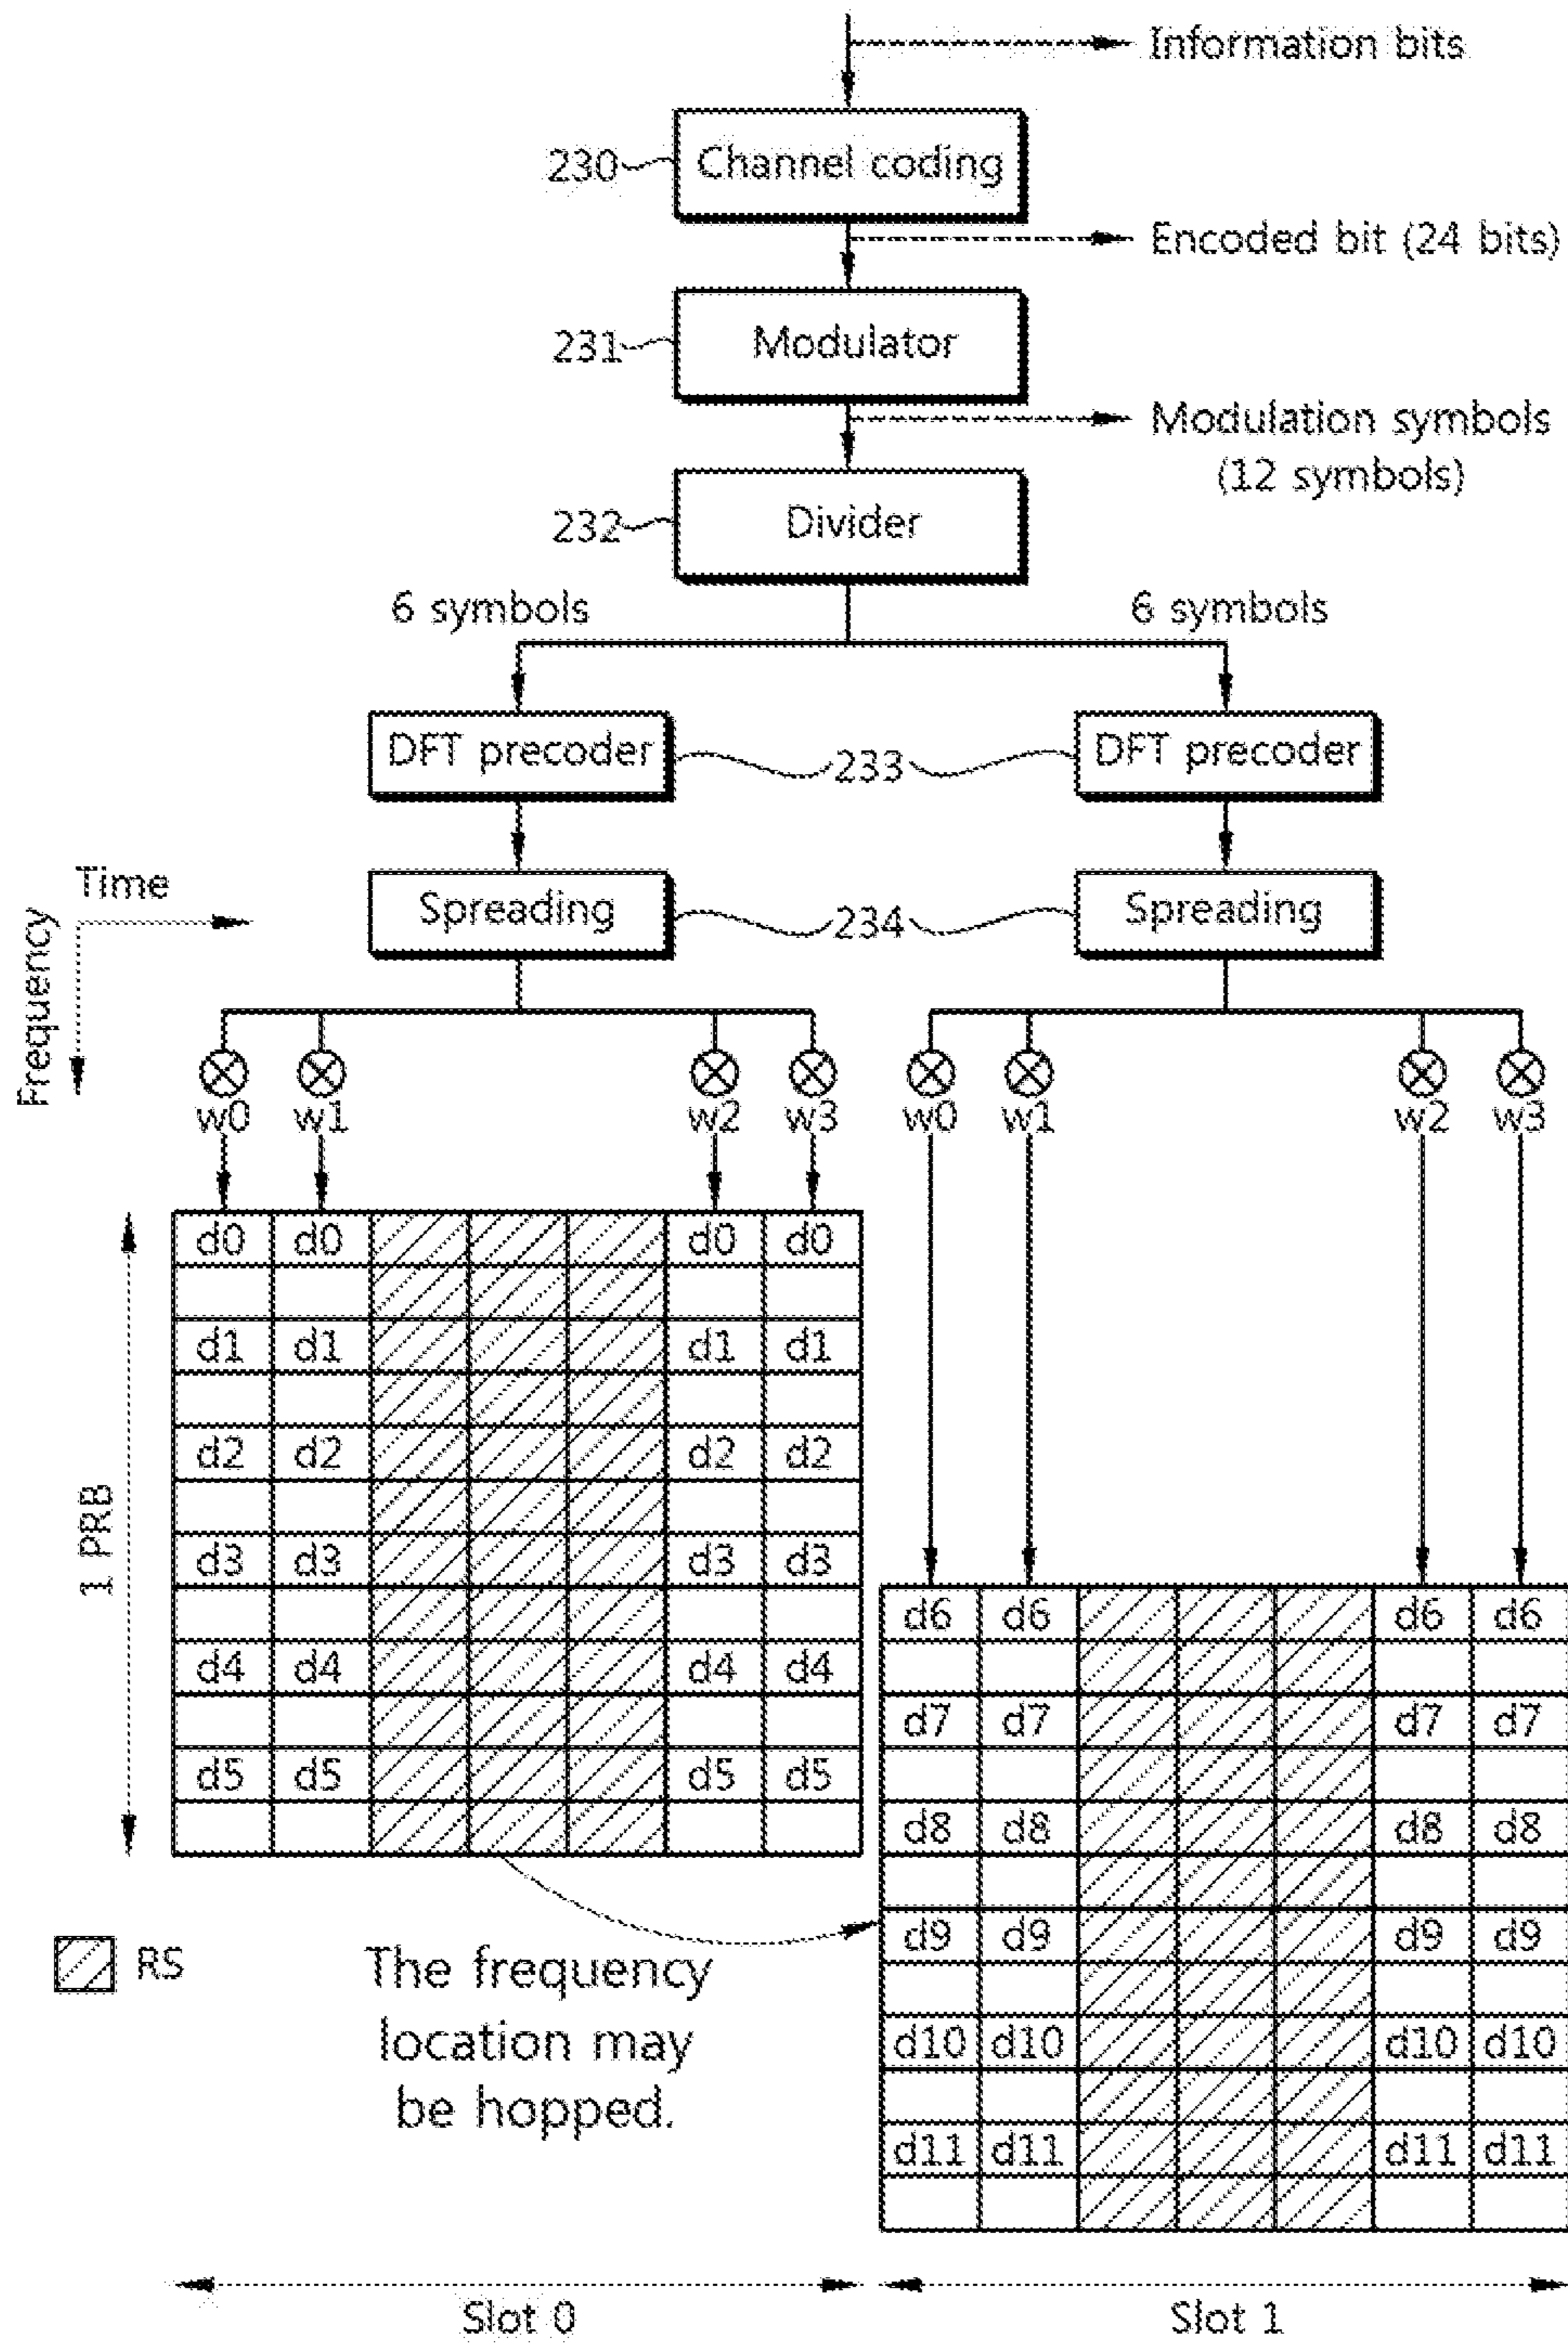 Information bits
230
Channel coding
Encoded bit (24 bits)
231
Modulator
Modulation symbols
(12 symbols)
232
Divider
6 symbols
6 symbols
DFT precoder
233
DFT precoder
Time
Frequency
Spreading
234
Spreading
w0 w1 w2 w3 w0 w1 w2 w3
1 PRB
d0 d0 d0 d0
d1 d1 d1 d1
d2 d2 d2 d2
d3 d3 d3 d3
d4 d4 d4 d4
d5 d5 d5 d5
d6 d6 d6 d6
d7 d7 d7 d7
d8 d8 d8 d8
d9 d9 d9 d9
d10 d10 d10 d10
d11 d11 d11 d11
RS
The frequency
location may
be hopped.
Slot 0
Slot 1